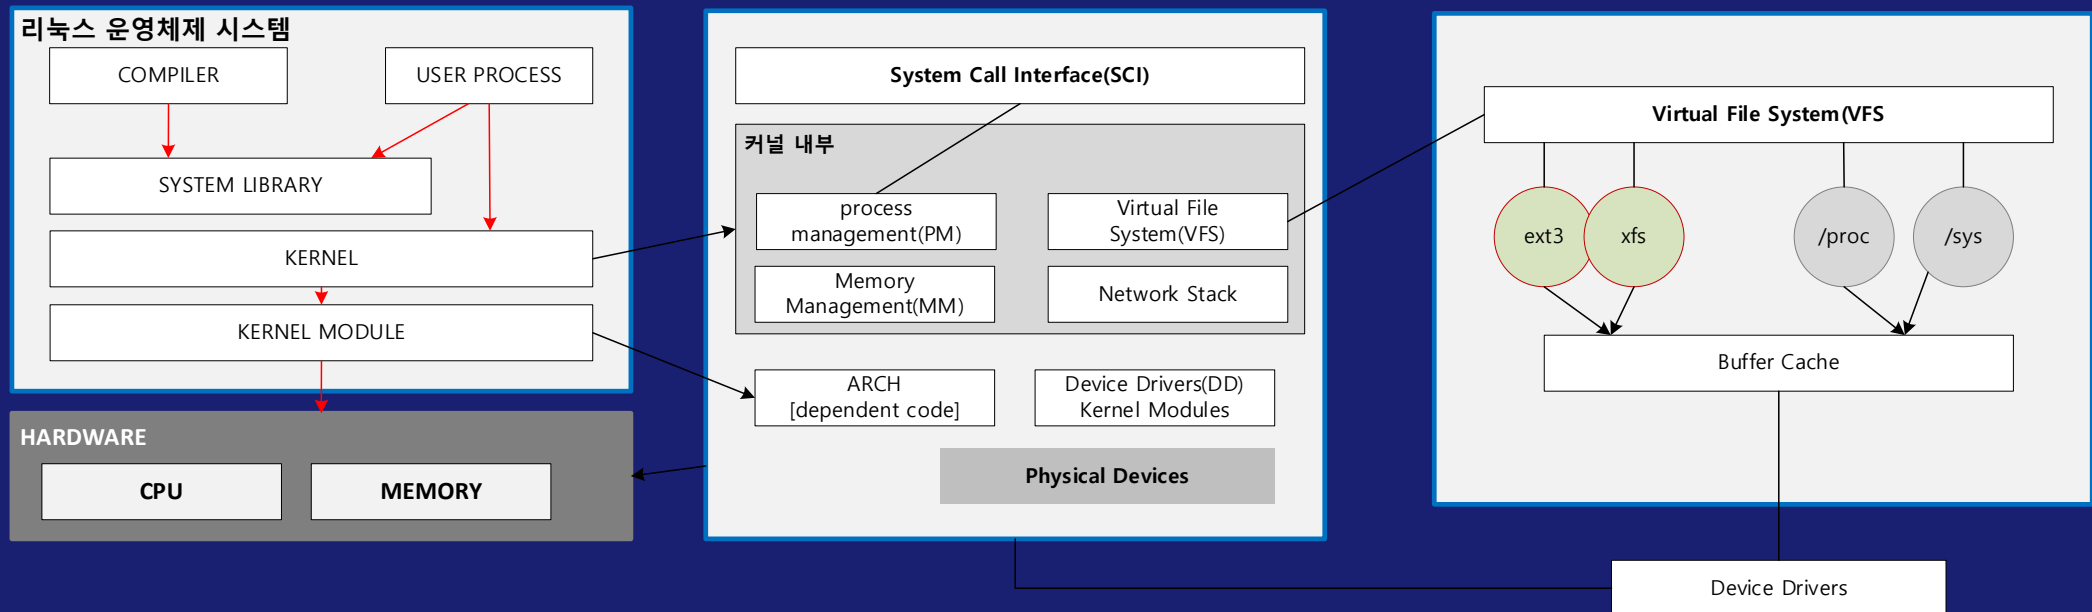 리눅스 운영체제 시스템
COMPILER
USER PROCESS
SYSTEM LIBRARY
KERNEL
KERNEL MODULE
HARDWARE
CPU
MEMORY
System Call Interface(SCI)
커널 내부
process
management(PM)
Virtual File
System(VFS)
Memory
Management(MM)
Network Stack
ARCH
[dependent code]
Device Drivers(DD)
Kernel Modules
Physical Devices
Virtual File System(VFS
ext3
xfs
/proc
/sys
Buffer Cache
Device Drivers